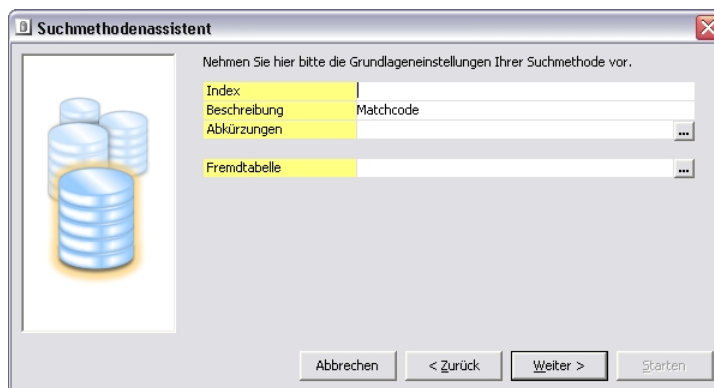 Suchmethodenassistent
Nehmen Sie hier bitte die Grundlageneinstellungen Ihrer Suchmethode vor.
Index
Beschreibung Matchcode
Abkürzungen ...
Fremdtabelle ...
Abbrechen < Zurück Weiter > Starten